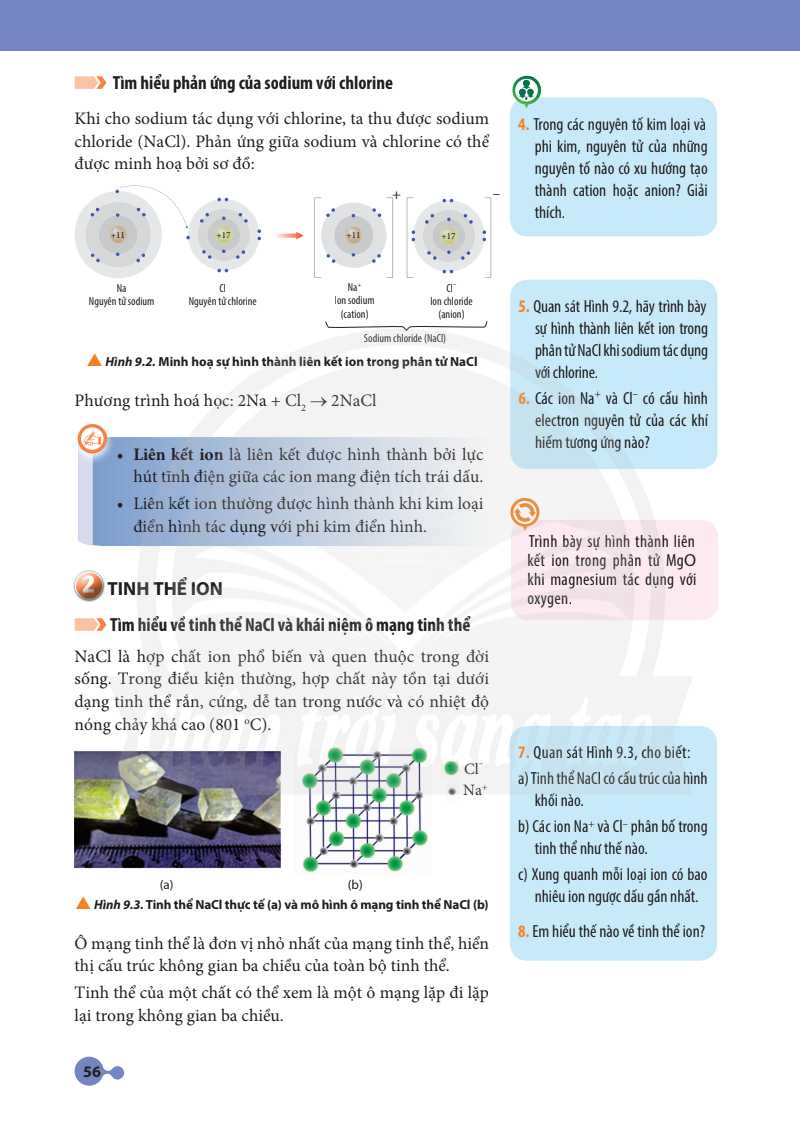 Tìm hiểu phản ứng của sodium với chlorine
Khi cho sodium tác dụng với chlorine, ta thu được sodium
chloride (NaCl). Phản ứng giữa sodium và chlorine có thể
được minh hoạ bởi sơ đồ:
+11
+17
+11
+
+17
–
Na
Nguyên tử sodium
Cl
Nguyên tử chlorine
Na⁺
Ion sodium
(cation)
Cl⁻
Ion chloride
(anion)
Sodium chloride (NaCl)
Hình 9.2. Minh hoạ sự hình thành liên kết ion trong phân tử NaCl
Phương trình hoá học: 2Na + Cl₂ → 2NaCl
• Liên kết ion là liên kết được hình thành bởi lực
hút tĩnh điện giữa các ion mang điện tích trái dấu.
• Liên kết ion thường được hình thành khi kim loại
điển hình tác dụng với phi kim điển hình.
2 TINH THỂ ION
Tìm hiểu về tinh thể NaCl và khái niệm ô mạng tinh thể
NaCl là hợp chất ion phổ biến và quen thuộc trong đời
sống. Trong điều kiện thường, hợp chất này tồn tại dưới
dạng tinh thể rắn, cứng, dễ tan trong nước và có nhiệt độ
nóng chảy khá cao (801 °C).
Cl⁻
Na⁺
(a)
(b)
Hình 9.3. Tinh thể NaCl thực tế (a) và mô hình ô mạng tinh thể NaCl (b)
Ô mạng tinh thể là đơn vị nhỏ nhất của mạng tinh thể, hiển
thị cấu trúc không gian ba chiều của toàn bộ tinh thể.
Tinh thể của một chất có thể xem là một ô mạng lặp đi lặp
lại trong không gian ba chiều.
56
4. Trong các nguyên tố kim loại và
phi kim, nguyên tử của những
nguyên tố nào có xu hướng tạo
thành cation hoặc anion? Giải
thích.
5. Quan sát Hình 9.2, hãy trình bày
sự hình thành liên kết ion trong
phân tử NaCl khi sodium tác dụng
với chlorine.
6. Các ion Na⁺ và Cl⁻ có cấu hình
electron nguyên tử của các khí
hiếm tương ứng nào?
Trình bày sự hình thành liên
kết ion trong phân tử MgO
khi magnesium tác dụng với
oxygen.
7. Quan sát Hình 9.3, cho biết:
a) Tinh thể NaCl có cấu trúc của hình
khối nào.
b) Các ion Na⁺ và Cl⁻ phân bố trong
tinh thể như thế nào.
c) Xung quanh mỗi loại ion có bao
nhiêu ion ngược dấu gần nhất.
8. Em hiểu thế nào về tinh thể ion?
Chân trời sáng tạo